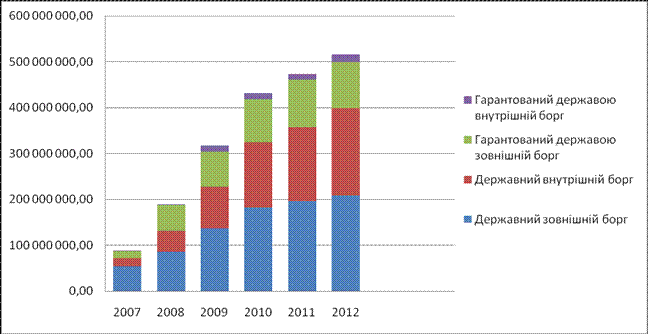 600 000 000,00
500 000 000,00
400 000 000,00
300 000 000,00
200 000 000,00
100 000 000,00
0,00
2007 2008 2009 2010 2011 2012
Гарантований державою
внутрішній борг
Гарантований державою
зовнішній борг
Державний внутрішній борг
Державний зовнішній борг